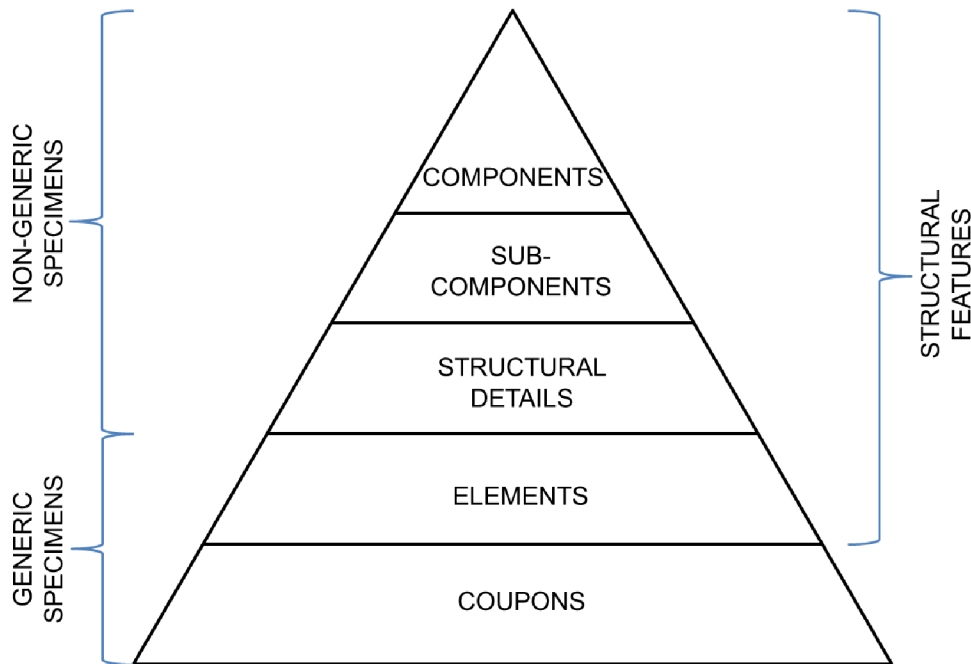 NON-GENERIC
SPECIMENS
GENERIC
SPECIMENS
COMPONENTS
SUB-
COMPONENTS
STRUCTURAL
DETAILS
ELEMENTS
COUPONS
STRUCTURAL
FEATURES